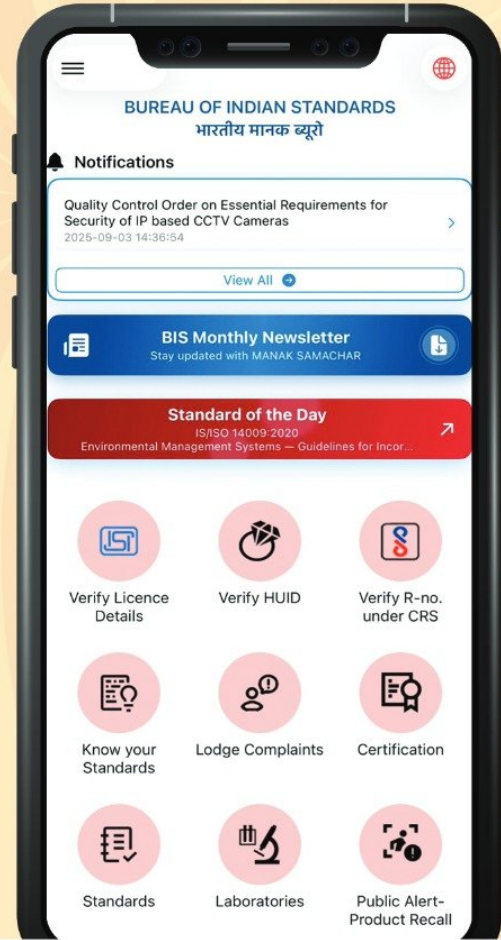 BUREAU OF INDIAN STANDARDS
भारतीय मानक ब्यूरो
Notifications
Quality Control Order on Essential Requirements for
Security of IP based CCTV Cameras
2025-09-03 14:36:54
View All
BIS Monthly Newsletter
Stay updated with MANAK SAMACHAR
Standard of the Day
IS/ISO 14009:2020
Environmental Management Systems — Guidelines for Incor...
ISI
Verify Licence
Details
Verify HUID
Verify R-no.
under CRS
Know your
Standards
Lodge Complaints
Certification
Standards
Laboratories
Public Alert-
Product Recall